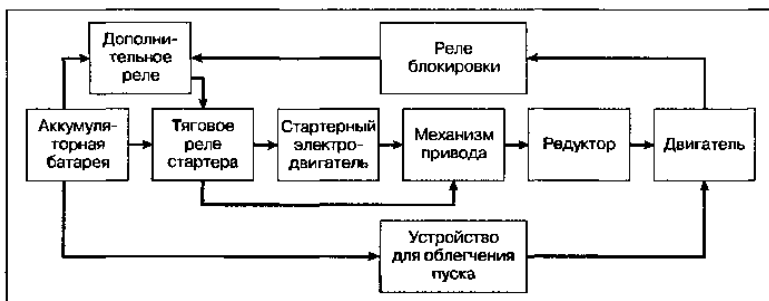 Дополни-
тельное
реле
Реле
блокировки
Аккумуля-
торная
батарея
Тяговое
реле
стартера
Стартерный
электро-
двигатель
Механизм
привода
Редуктор
Двигатель
Устройство
для облегчения
пуска